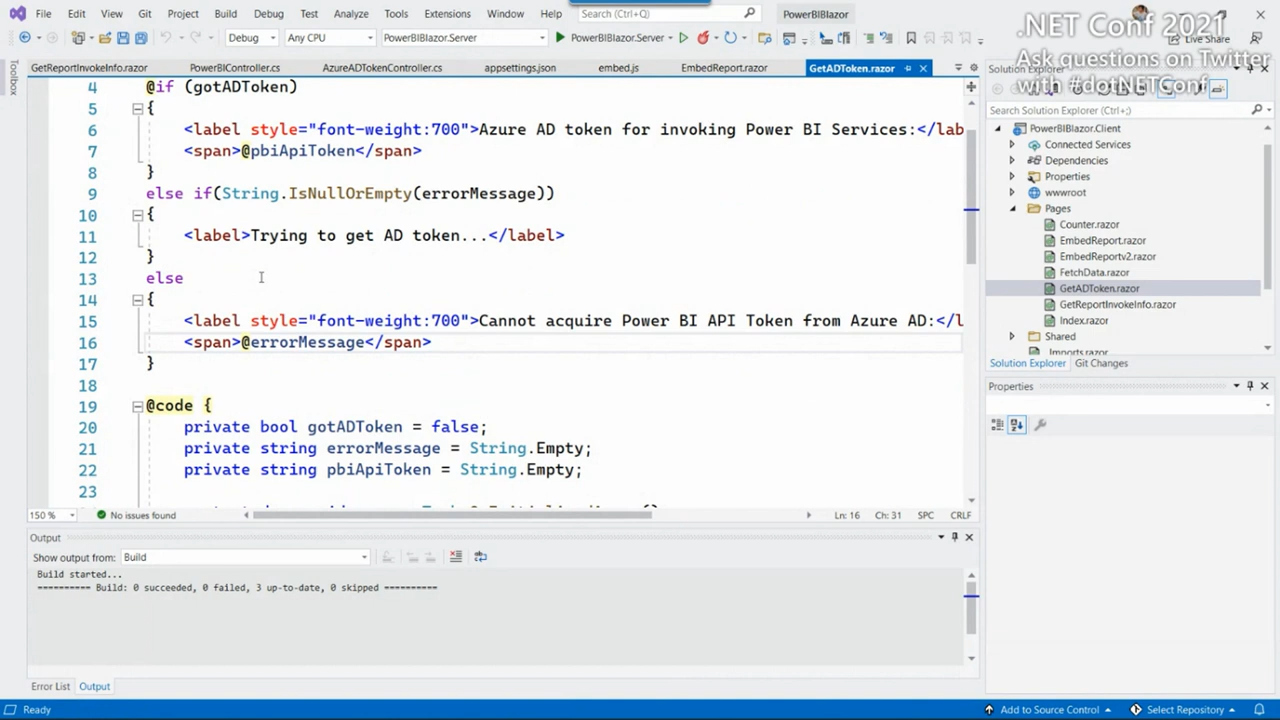 File Edit View Git Project Build Debug Test Analyze Tools Extensions Window Help Search (Ctrl+Q) PowerBIBlazor
.NET Conf 2021
Ask questions on Twitter
with #dotNETConf
Live Share
Debug Any CPU PowerBIBlazor.Server PowerBIBlazor.Server
Toolbox
GetReportInvokeInfo.razor PowerBIController.cs AzureADTokenController.cs appsettings.json embed.js EmbedReport.razor GetADToken.razor
4 @if (gotADToken)
5 {
6 <label style="font-weight:700">Azure AD token for invoking Power BI Services:</lab
7 <span>@pbiApiToken</span>
8 }
9 else if(String.IsNullOrEmpty(errorMessage))
10 {
11 <label>Trying to get AD token...</label>
12 }
13 else
14 {
15 <label style="font-weight:700">Cannot acquire Power BI API Token from Azure AD:</l
16 <span>@errorMessage</span>
17 }
18
19 @code {
20 private bool gotADToken = false;
21 private string errorMessage = String.Empty;
22 private string pbiApiToken = String.Empty;
23
150 % No issues found Ln: 16 Ch: 31 SPC CRLF
Output
Show output from: Build
Build started...
========== Build: 0 succeeded, 0 failed, 3 up-to-date, 0 skipped ==========
Error List Output
Solution Explorer
Search Solution Explorer (Ctrl+;)
PowerBIBlazor.Client
Connected Services
Dependencies
Properties
wwwroot
Pages
Counter.razor
EmbedReport.razor
EmbedReportv2.razor
FetchData.razor
GetADToken.razor
GetReportInvokeInfo.razor
Index.razor
Shared
Imports.razor
Solution Explorer Git Changes
Properties
Ready Add to Source Control Select Repository